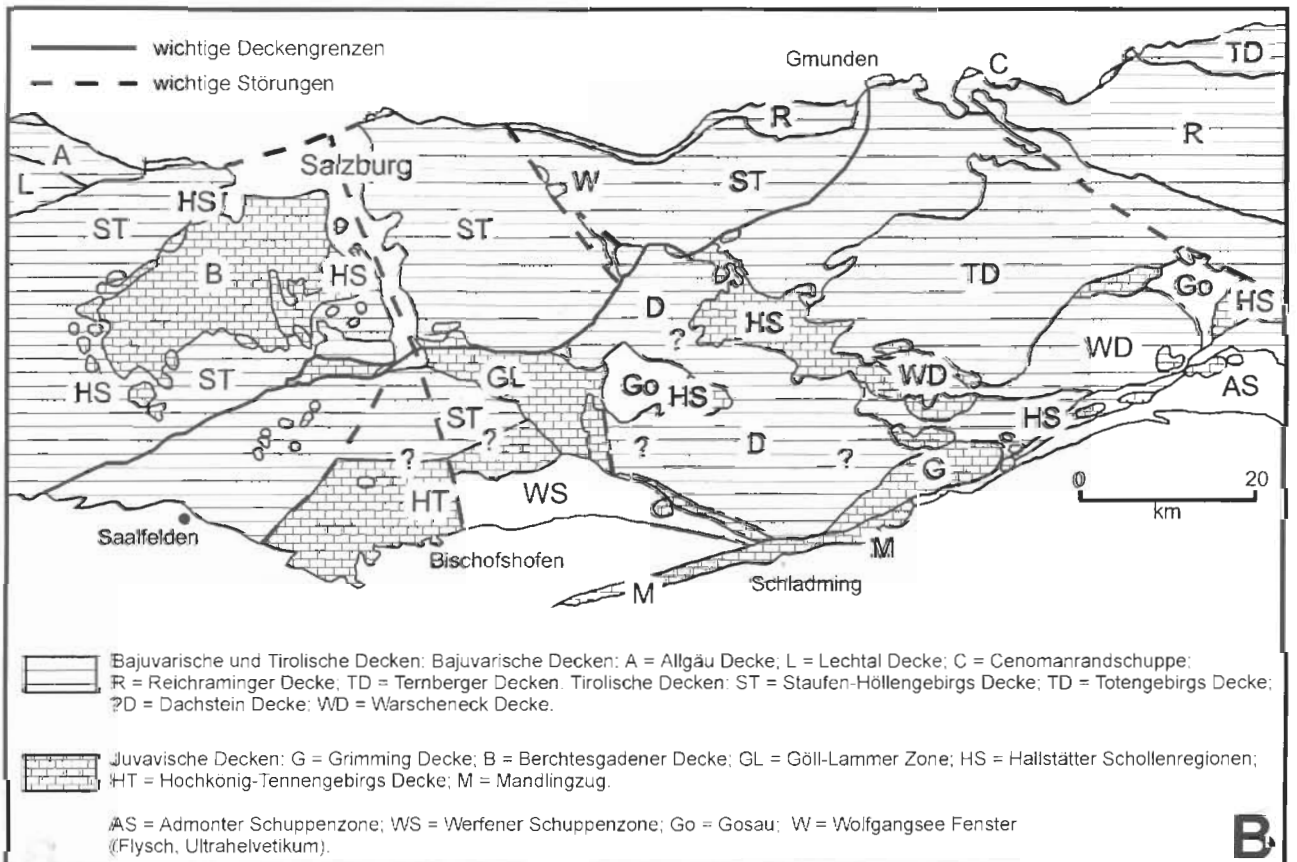 wichtige Deckengrenzen
wichtige Störungen
Gmunden
C
TD
A
L
R
R
Salzburg
HS
W
ST
ST
ST
B
HS
TD
Go
HS
D
?
HS
WD
HS
ST
GL
Go
HS
WD
AS
ST
?
?
?
D
?
HS
G
HT
WS
0 20
km
Saalfelden
Bischofshofen
M
M
Schladming
Bajuvarische und Tirolische Decken: Bajuvarische Decken: A = Allgäu Decke; L = Lechtal Decke; C = Cenomanrandschuppe;
R = Reichraminger Decke; TD = Ternberger Decken. Tirolische Decken: ST = Staufen-Höllengebirgs Decke; TD = Totengebirgs Decke;
?D = Dachstein Decke; WD = Warscheneck Decke.
Juvavische Decken: G = Grimming Decke; B = Berchtesgadener Decke; GL = Göll-Lammer Zone; HS = Hallstätter Schollenregionen;
HT = Hochkönig-Tennengebirgs Decke; M = Mandlingzug.
AS = Admonter Schuppenzone; WS = Werfener Schuppenzone; Go = Gosau; W = Wolfgangsee Fenster
(Flysch, Ultrahelvetikum).
B